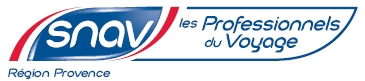 snav
les Professionnels
du Voyage
Région Provence